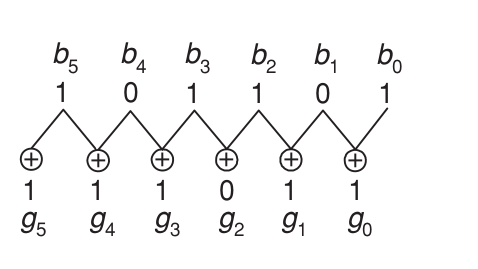 b₅ b₄ b₃ b₂ b₁ b₀
1 0 1 1 0 1
⊕ ⊕ ⊕ ⊕ ⊕ ⊕
1 1 1 0 1 1
g₅ g₄ g₃ g₂ g₁ g₀